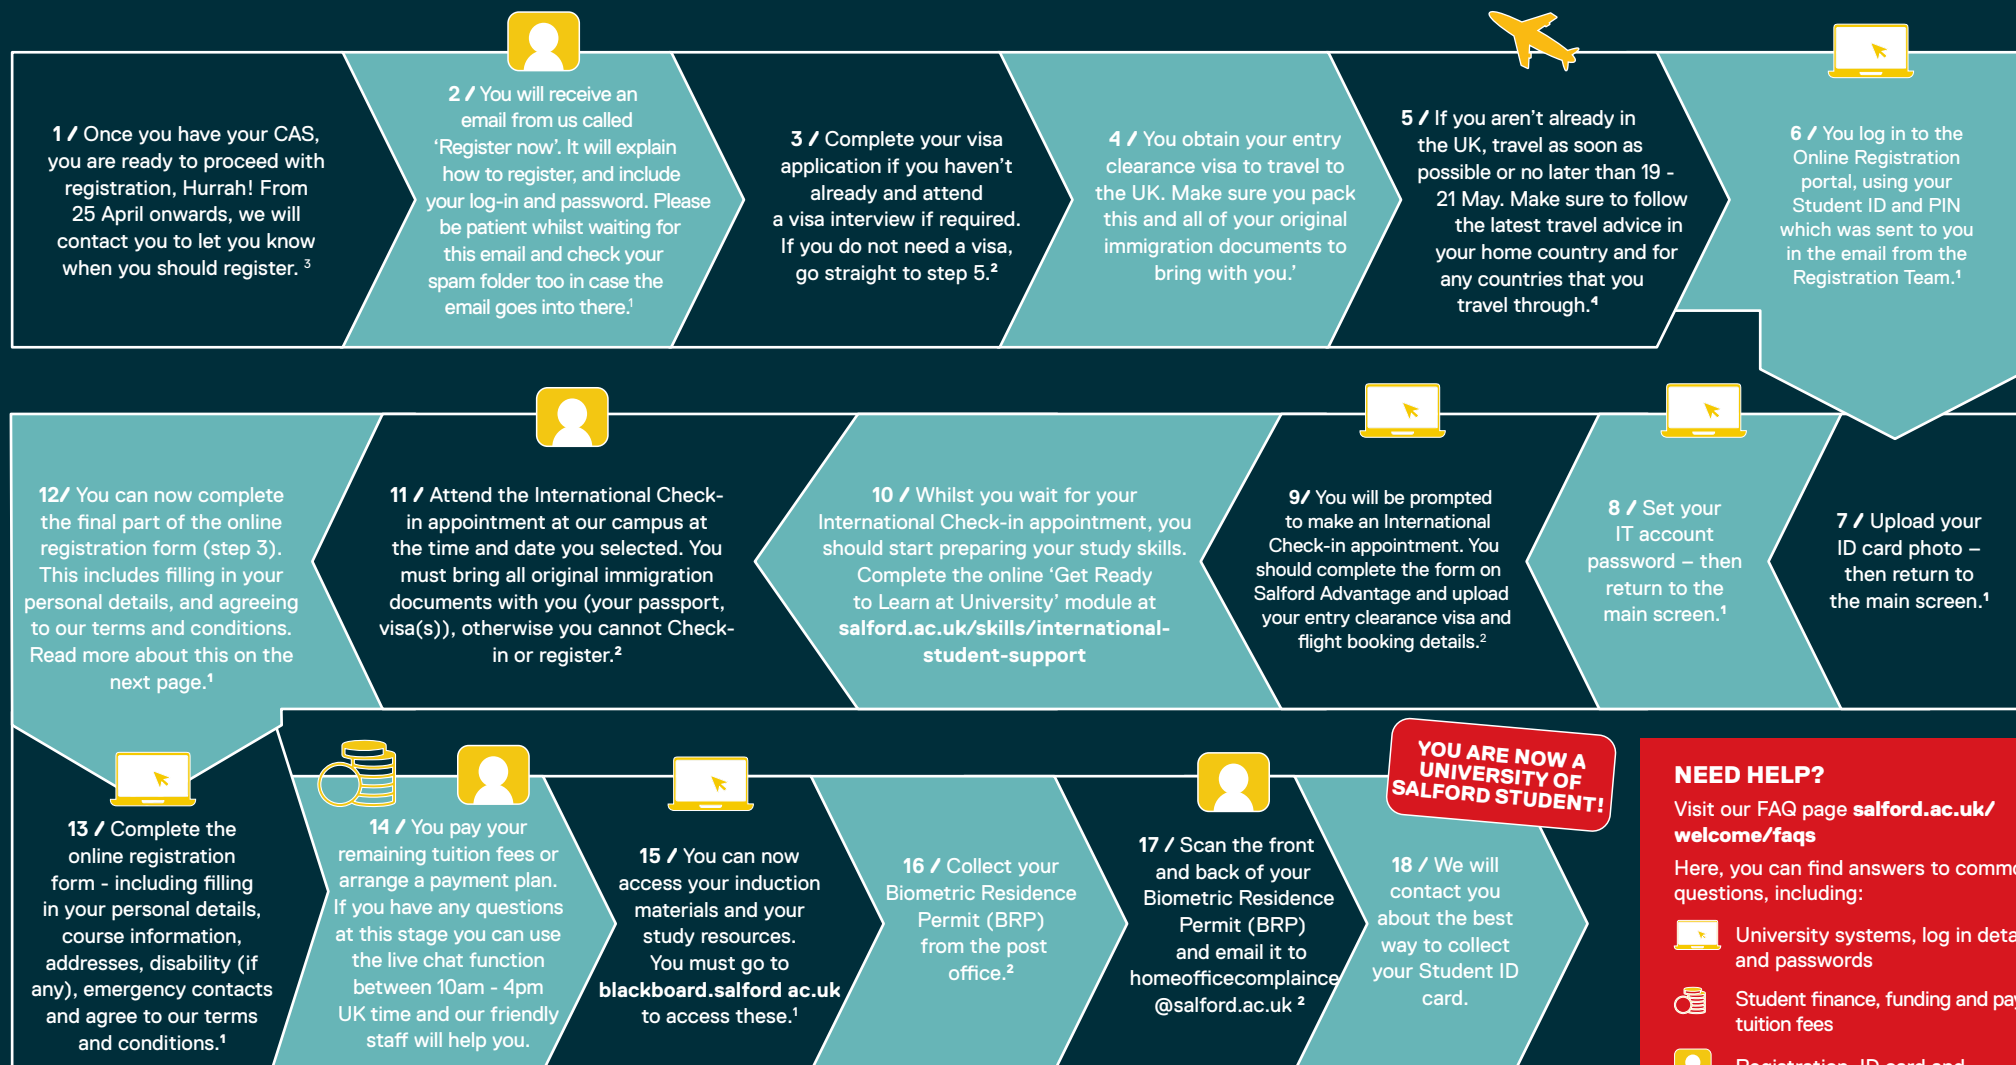 1 / Once you have your CAS,
you are ready to proceed with
registration, Hurrah! From
25 April onwards, we will
contact you to let you know
when you should register. 3
2 / You will receive an
email from us called
‘Register now’. It will explain
how to register, and include
your log-in and password. Please
be patient whilst waiting for
this email and check your
spam folder too in case the
email goes into there.1
3 / Complete your visa
application if you haven’t
already and attend
a visa interview if required.
If you do not need a visa,
go straight to step 5.2
4 / You obtain your entry
clearance visa to travel to
the UK. Make sure you pack
this and all of your original
immigration documents to
bring with you.’
5 / If you aren’t already in
the UK, travel as soon as
possible or no later than 19 -
21 May. Make sure to follow
the latest travel advice in
your home country and for
any countries that you
travel through.4
6 / You log in to the
Online Registration
portal, using your
Student ID and PIN
which was sent to you
in the email from the
Registration Team.1
7 / Upload your
ID card photo –
then return to
the main screen.1
8 / Set your
IT account
password – then
return to the
main screen.1
9/ You will be prompted
to make an International
Check-in appointment. You
should complete the form on
Salford Advantage and upload
your entry clearance visa and
flight booking details.2
10 / Whilst you wait for your
International Check-in appointment, you
should start preparing your study skills.
Complete the online ‘Get Ready
to Learn at University’ module at
salford.ac.uk/skills/international-
student-support
11 / Attend the International Check-
in appointment at our campus at
the time and date you selected. You
must bring all original immigration
documents with you (your passport,
visa(s)), otherwise you cannot Check-
in or register.2
12/ You can now complete
the final part of the online
registration form (step 3).
This includes filling in your
personal details, and agreeing
to our terms and conditions.
Read more about this on the
next page.1
13 / Complete the
online registration
form - including filling
in your personal details,
course information,
addresses, disability (if
any), emergency contacts
and agree to our terms
and conditions.1
14 / You pay your
remaining tuition fees or
arrange a payment plan.
If you have any questions
at this stage you can use
the live chat function
between 10am - 4pm
UK time and our friendly
staff will help you.
15 / You can now
access your induction
materials and your
study resources.
You must go to
blackboard.salford ac.uk
to access these.1
16 / Collect your
Biometric Residence
Permit (BRP)
from the post
office.2
17 / Scan the front
and back of your
Biometric Residence
Permit (BRP)
and email it to
homeofficecomplaince
@salford.ac.uk 2
18 / We will
contact you
about the best
way to collect
your Student ID
card.
YOU ARE NOW A
UNIVERSITY OF
SALFORD STUDENT!
NEED HELP?
Visit our FAQ page salford.ac.uk/
welcome/faqs
Here, you can find answers to commo
questions, including:
University systems, log in deta
and passwords
Student finance, funding and pay
tuition fees
Registration, ID card and